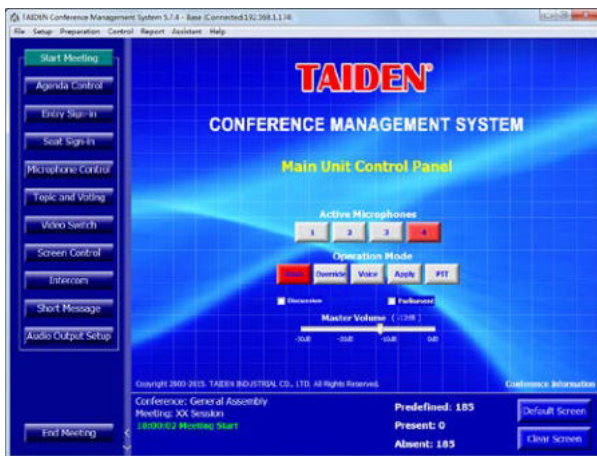 TAIDEN Conference Management System 5.7.4 - Base (Connected:192.168.1.174)
File Setup Preparation Control Report Assistant Help
Start Meeting
Agenda Control
Entry Sign-in
Seat Sign-in
Microphone Control
Topic and Voting
Video Switch
Screen Control
Intercom
Short Message
Audio Output Setup
End Meeting
TAIDEN®
CONFERENCE MANAGEMENT SYSTEM
Main Unit Control Panel
Active Microphones
1 2 3 4
Operation Mode
Override Voice Apply PTT
Discussion Parliament
Master Volume
-30dB -20dB -10dB 0dB
Copyright 2003-2015. TAIDEN INDUSTRIAL CO., LTD. All Rights Reserved.
Conference Information
Conference: General Assembly
Meeting: XX Session
18:00:02 Meeting Start
Predefined: 185
Present: 0
Absent: 185
Default Screen
Clear Screen